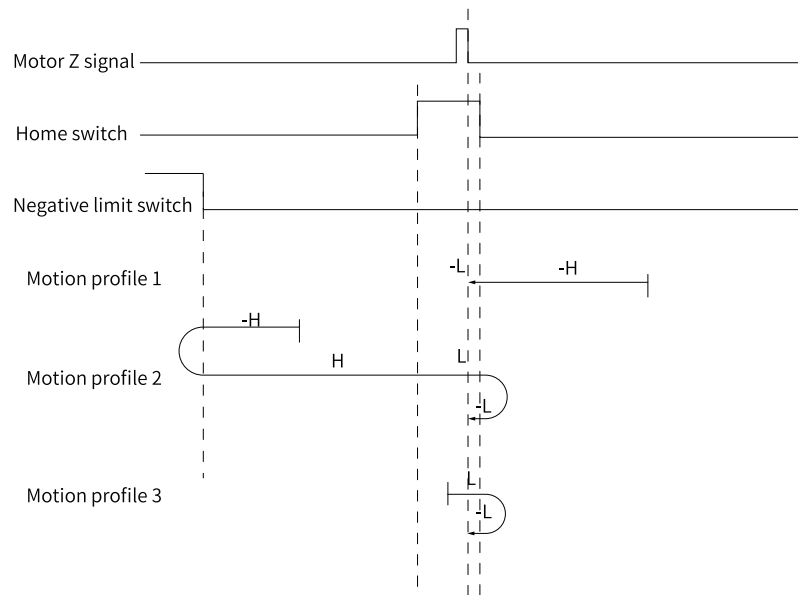 Motor Z signal
Home switch
Negative limit switch
-L
-H
Motion profile 1
-H
H
L
Motion profile 2
-L
L
Motion profile 3
-L